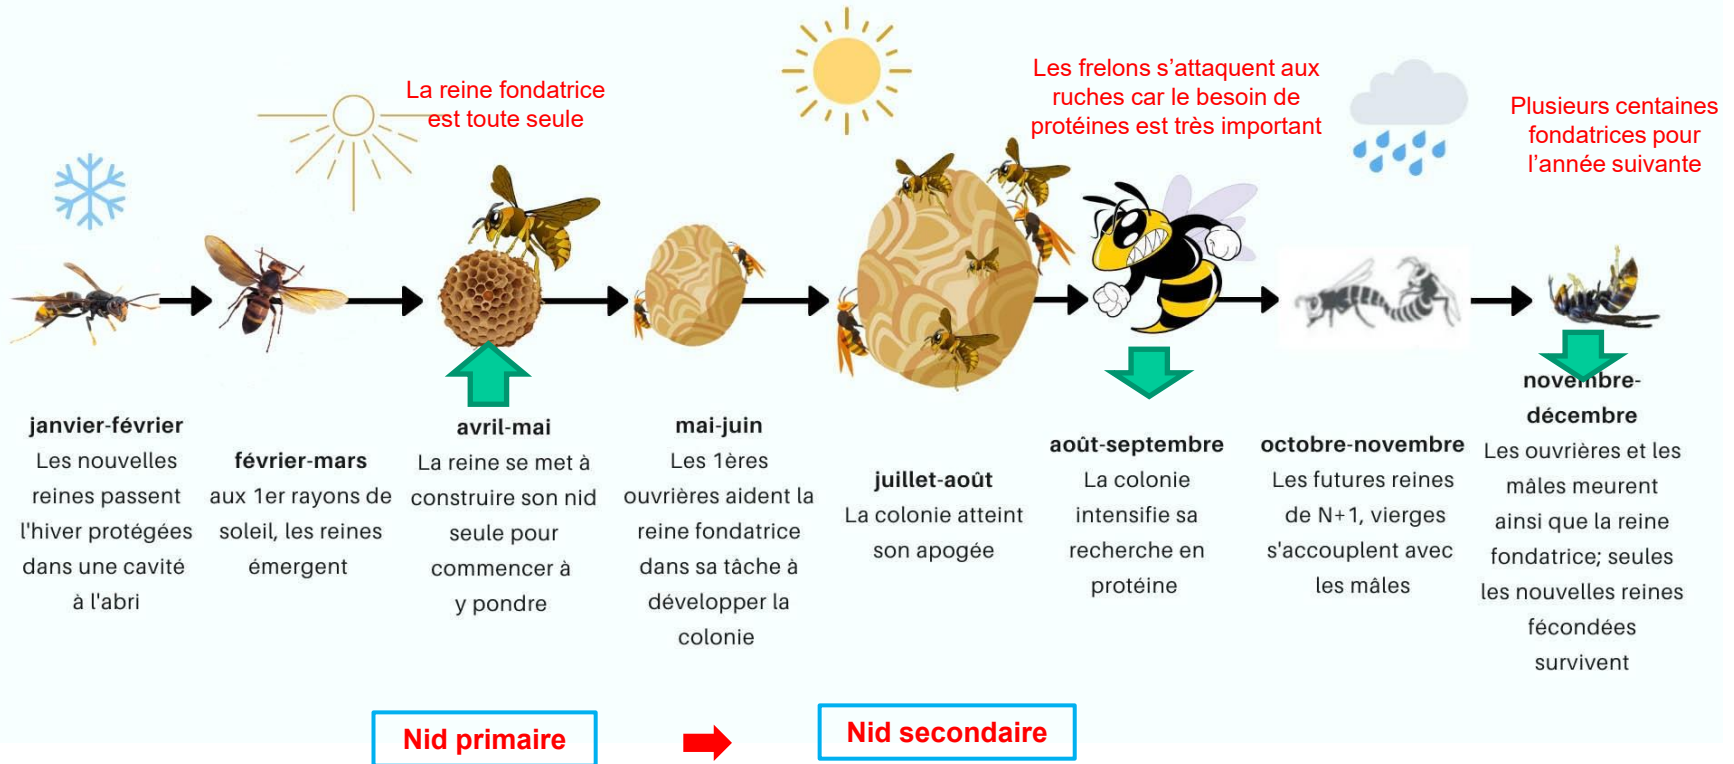 La reine fondatrice
est toute seule
Les frelons s'attaquent aux
ruches car le besoin de
protéines est très important
Plusieurs centaines
fondatrices pour
l'année suivante
janvier-février
Les nouvelles
reines passent
l'hiver protégées
dans une cavité
à l'abri
février-mars
aux 1er rayons de
soleil, les reines
émergent
avril-mai
La reine se met à
construire son nid
seule pour
commencer à
y pondre
mai-juin
Les 1ères
ouvrières aident la
reine fondatrice
dans sa tâche à
développer la
colonie
juillet-août
La colonie atteint
son apogée
août-septembre
La colonie
intensifie sa
recherche en
protéine
octobre-novembre
Les futures reines
de N+1, vierges
s'accouplent avec
les mâles
novembre-
décembre
Les ouvrières et les
mâles meurent
ainsi que la reine
fondatrice; seules
les nouvelles reines
fécondées
survivent
Nid primaire
Nid secondaire